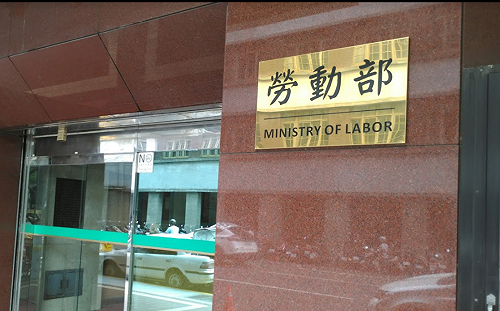 勞動部
MINISTRY OF LABOR